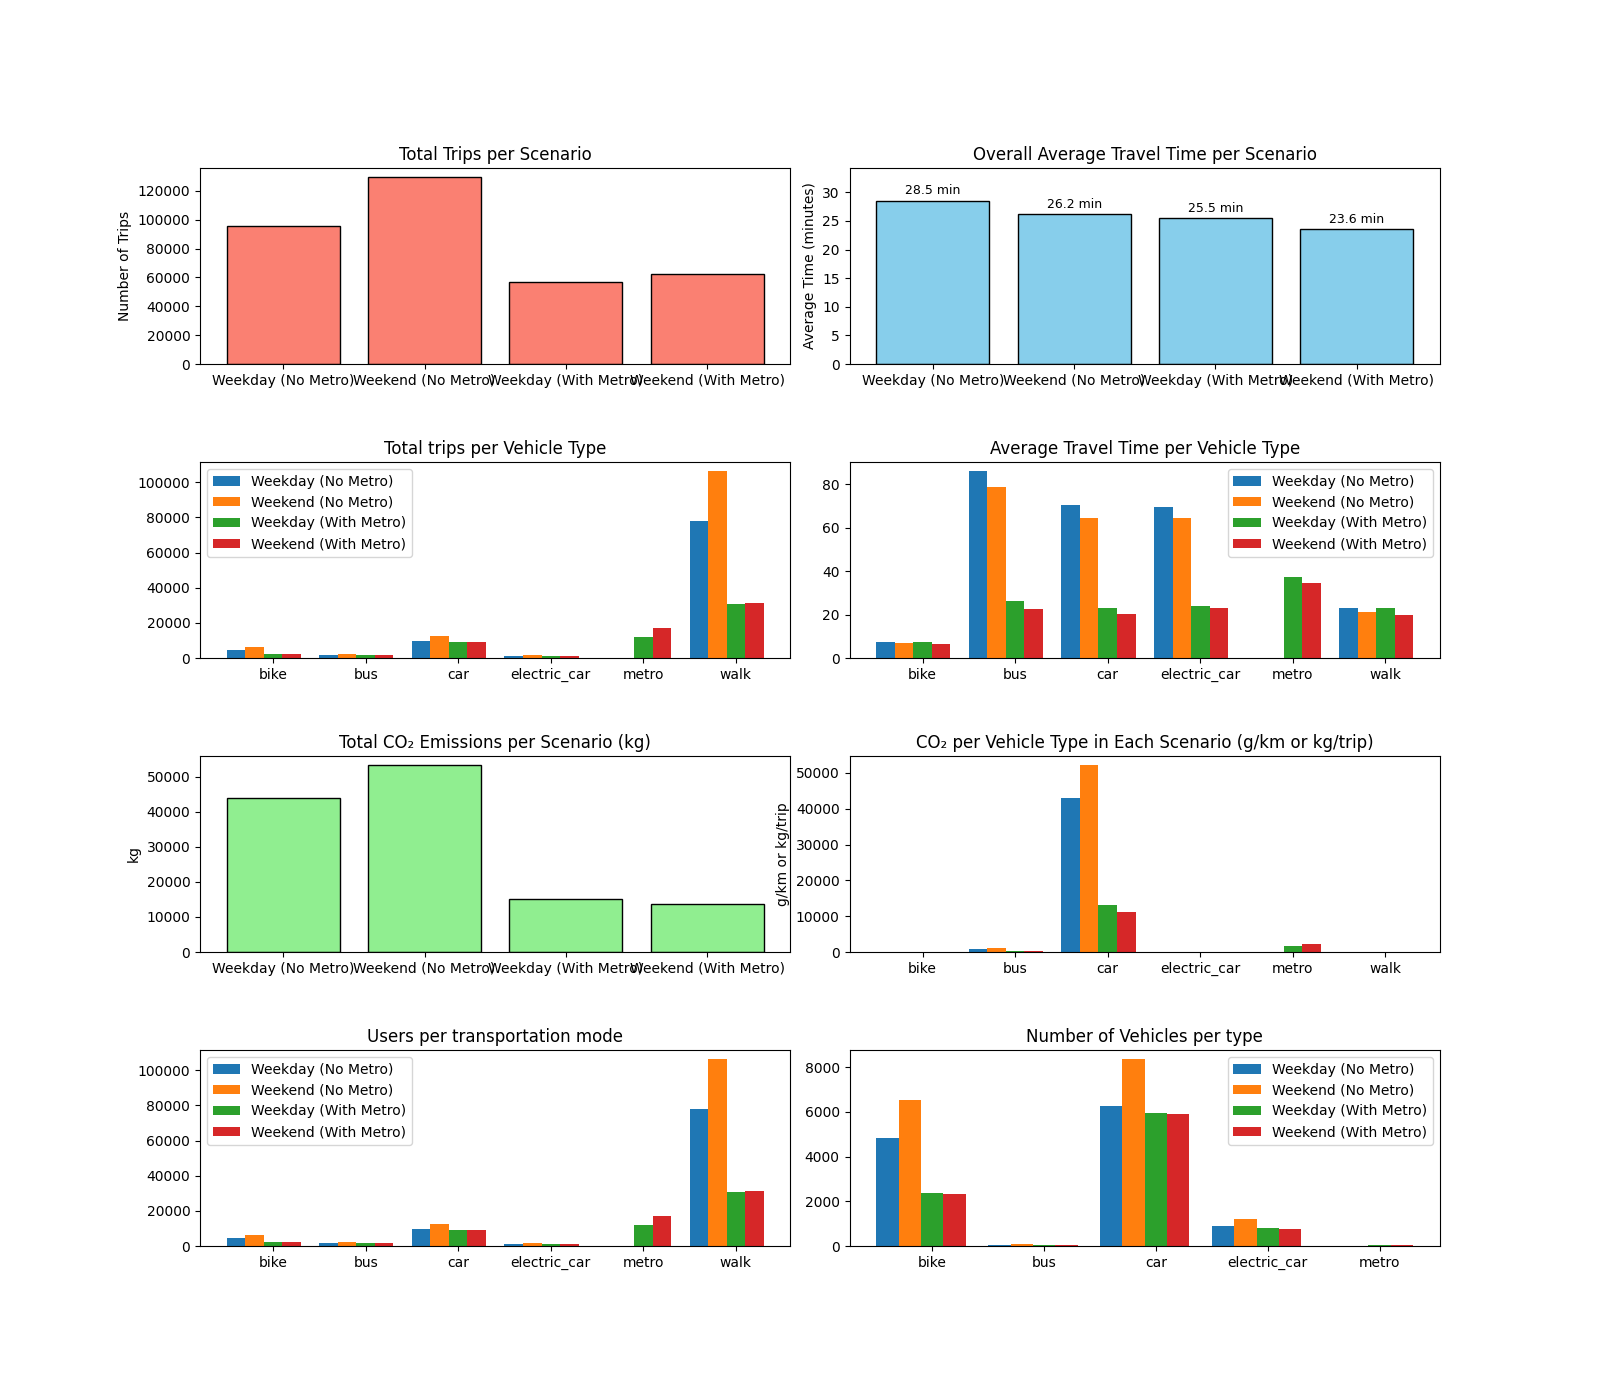 Total Trips per Scenario
Number of Trips
120000
100000
80000
60000
40000
20000
0
Weekday (No Metro)
Weekend (No Metro)
Weekday (With Metro)
Weekend (With Metro)
Overall Average Travel Time per Scenario
Average Time (minutes)
30
25
20
15
10
5
0
28.5 min
26.2 min
25.5 min
23.6 min
Weekday (No Metro)
Weekend (No Metro)
Weekday (With Metro)
Weekend (With Metro)
Total trips per Vehicle Type
100000
80000
60000
40000
20000
0
Weekday (No Metro)
Weekend (No Metro)
Weekday (With Metro)
Weekend (With Metro)
bike
bus
car
electric_car
metro
walk
Average Travel Time per Vehicle Type
80
60
40
20
0
Weekday (No Metro)
Weekend (No Metro)
Weekday (With Metro)
Weekend (With Metro)
bike
bus
car
electric_car
metro
walk
Total CO₂ Emissions per Scenario (kg)
kg
50000
40000
30000
20000
10000
0
Weekday (No Metro)
Weekend (No Metro)
Weekday (With Metro)
Weekend (With Metro)
CO₂ per Vehicle Type in Each Scenario (g/km or kg/trip)
g/km or kg/trip
50000
40000
30000
20000
10000
0
bike
bus
car
electric_car
metro
walk
Users per transportation mode
100000
80000
60000
40000
20000
0
Weekday (No Metro)
Weekend (No Metro)
Weekday (With Metro)
Weekend (With Metro)
bike
bus
car
electric_car
metro
walk
Number of Vehicles per type
8000
6000
4000
2000
0
Weekday (No Metro)
Weekend (No Metro)
Weekday (With Metro)
Weekend (With Metro)
bike
bus
car
electric_car
metro